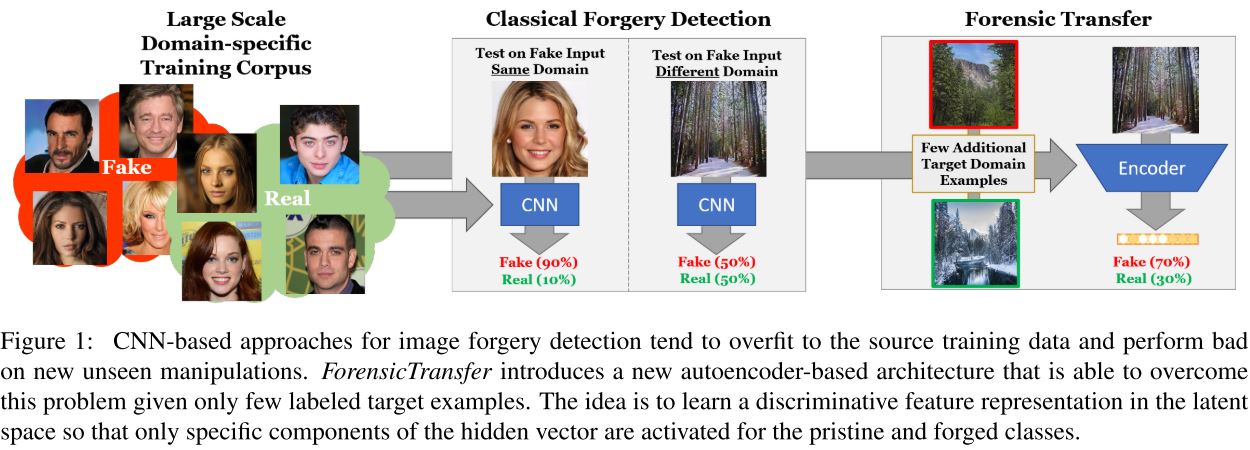 Large Scale
Domain-specific
Training Corpus
Fake
Real
Classical Forgery Detection
Test on Fake Input
Same Domain
CNN
Fake (90%)
Real (10%)
Test on Fake Input
Different Domain
CNN
Fake (50%)
Real (50%)
Forensic Transfer
Few Additional
Target Domain
Examples
Encoder
Fake (70%)
Real (30%)
Figure 1: CNN-based approaches for image forgery detection tend to overfit to the source training data and perform bad
on new unseen manipulations. ForensicTransfer introduces a new autoencoder-based architecture that is able to overcome
this problem given only few labeled target examples. The idea is to learn a discriminative feature representation in the latent
space so that only specific components of the hidden vector are activated for the pristine and forged classes.